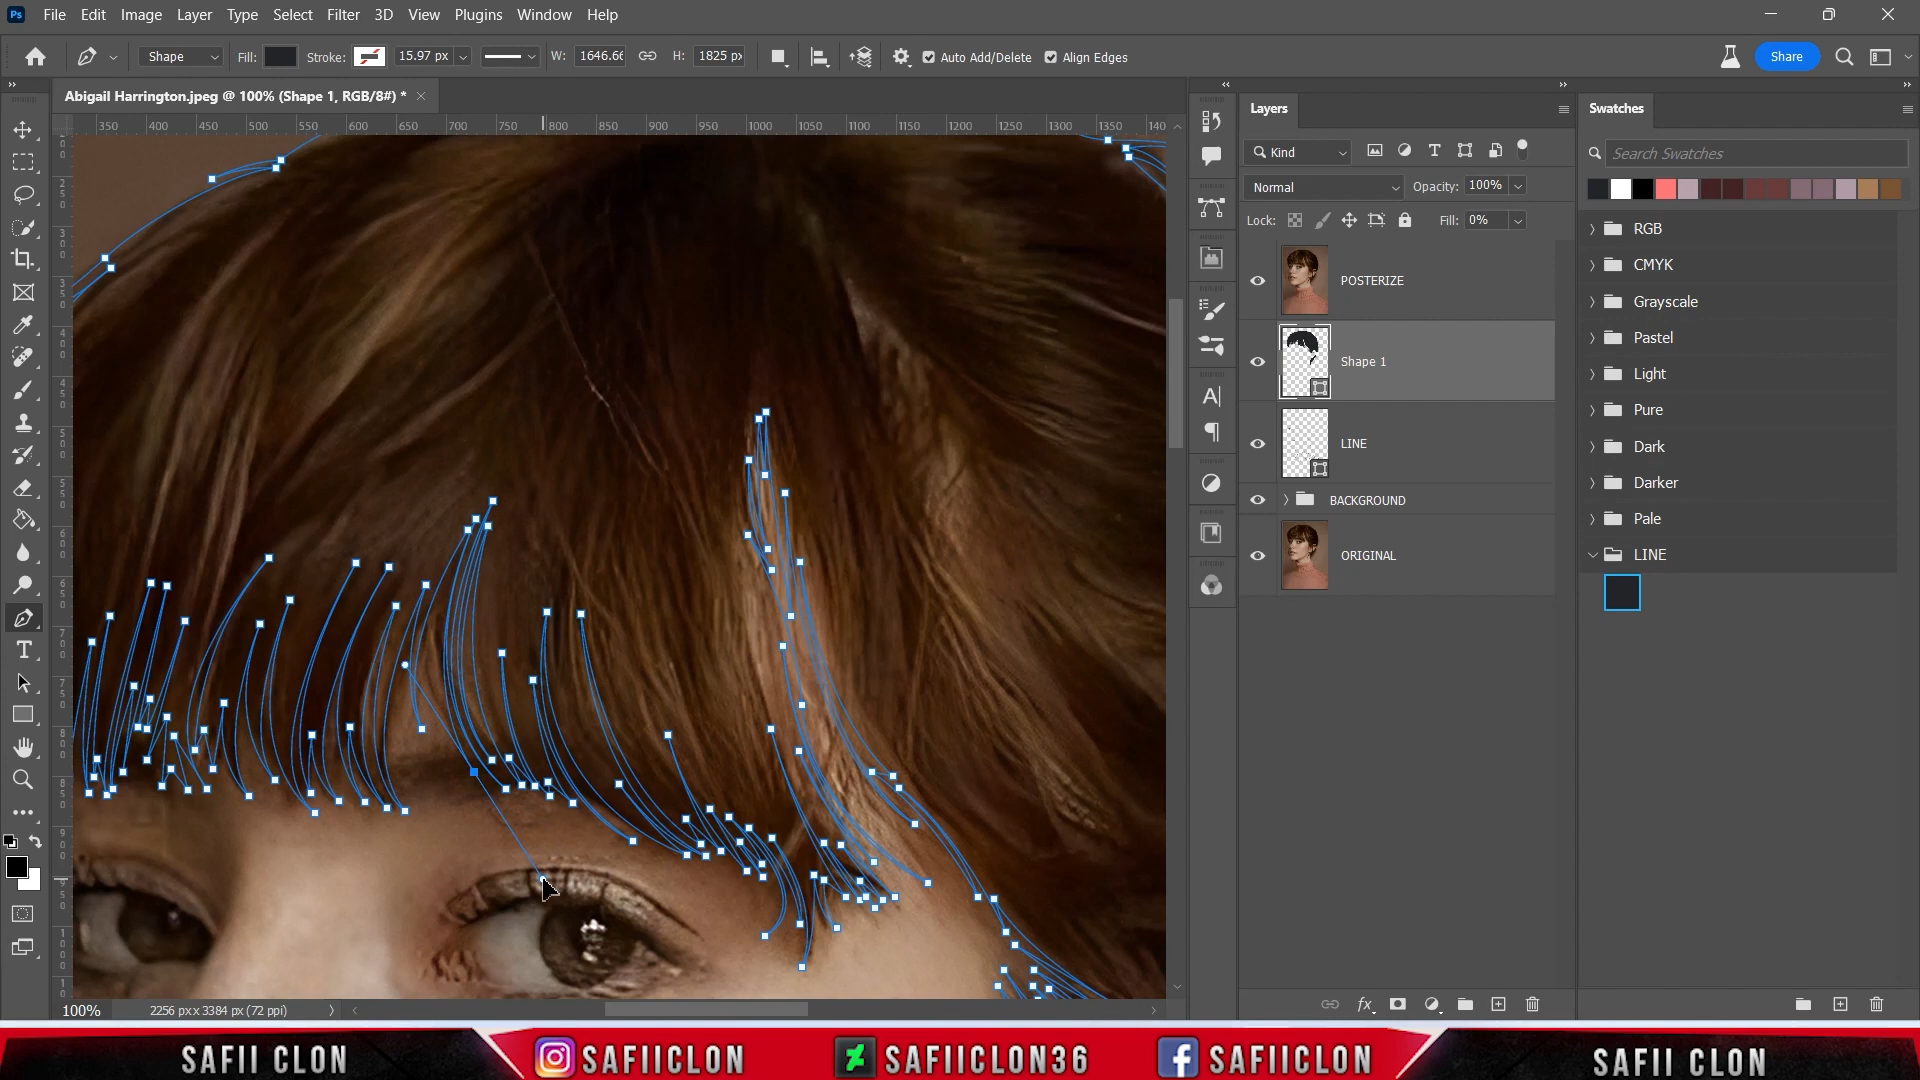 Ps File Edit Image Layer Type Select Filter 3D View Plugins Window Help
Shape Fill: Stroke: 15.97 px W: 1646.66 H: 1825 px Auto Add/Delete Align Edges Share
Abigail Harrington.jpeg @ 100% (Shape 1, RGB/8#) *
350 400 450 500 550 600 650 700 750 800 850 900 950 1000 1050 1100 1150 1200 1250 1300 1350 140
Layers
Kind
Normal Opacity: 100%
Lock: Fill: 0%
POSTERIZE
Shape 1
LINE
BACKGROUND
ORIGINAL
Swatches
Search Swatches
RGB
CMYK
Grayscale
Pastel
Light
Pure
Dark
Darker
Pale
LINE
100% 2256 px x 3384 px (72 ppi)
SAFII CLON SAFIICLON SAFIICLON36 SAFIICLON SAFII CLON